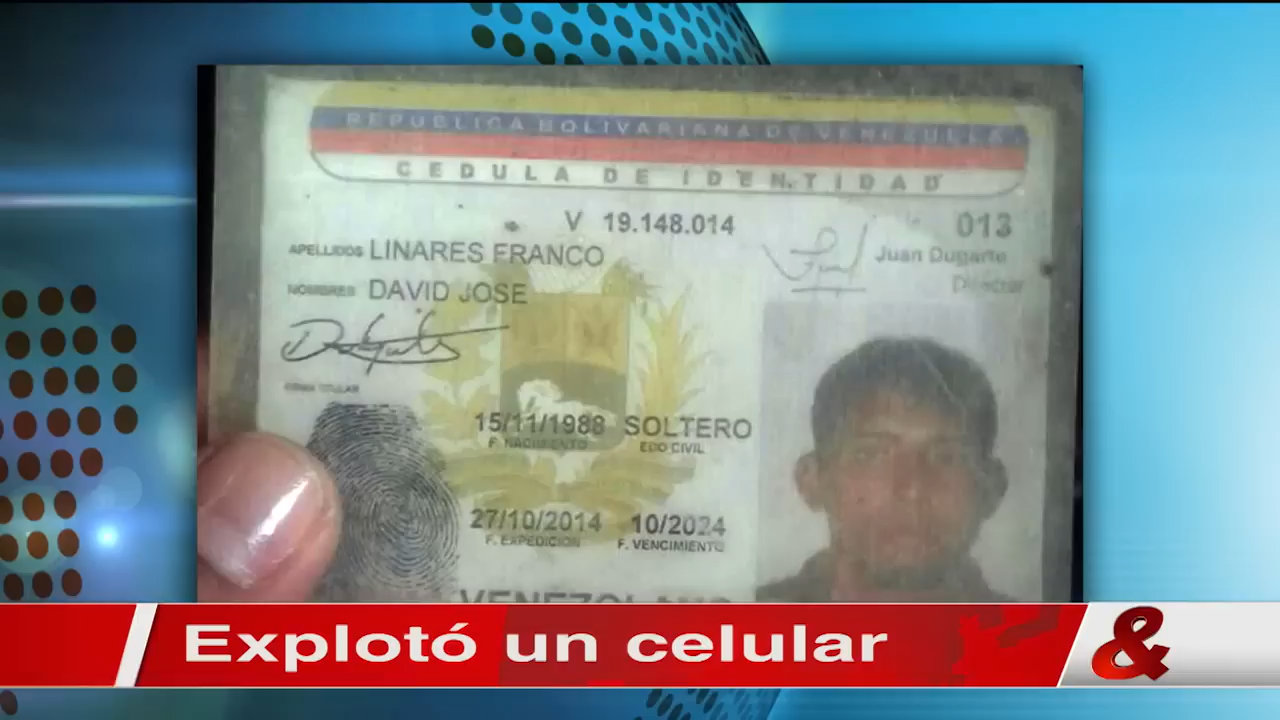 REPUBLICA BOLIVARIANA DE VENEZUELA
CEDULA DE IDENTIDAD
V 19.148.014
013
APELLIDOS LINARES FRANCO
Juan Dugarte
Director
NOMBRES DAVID JOSE
FIRMA TITULAR
15/11/1988 SOLTERO
F. NACIMIENTO EDO CIVIL
27/10/2014 10/2024
F. EXPEDICION F. VENCIMIENTO
VENEZOLANO
Explotó un celular
&